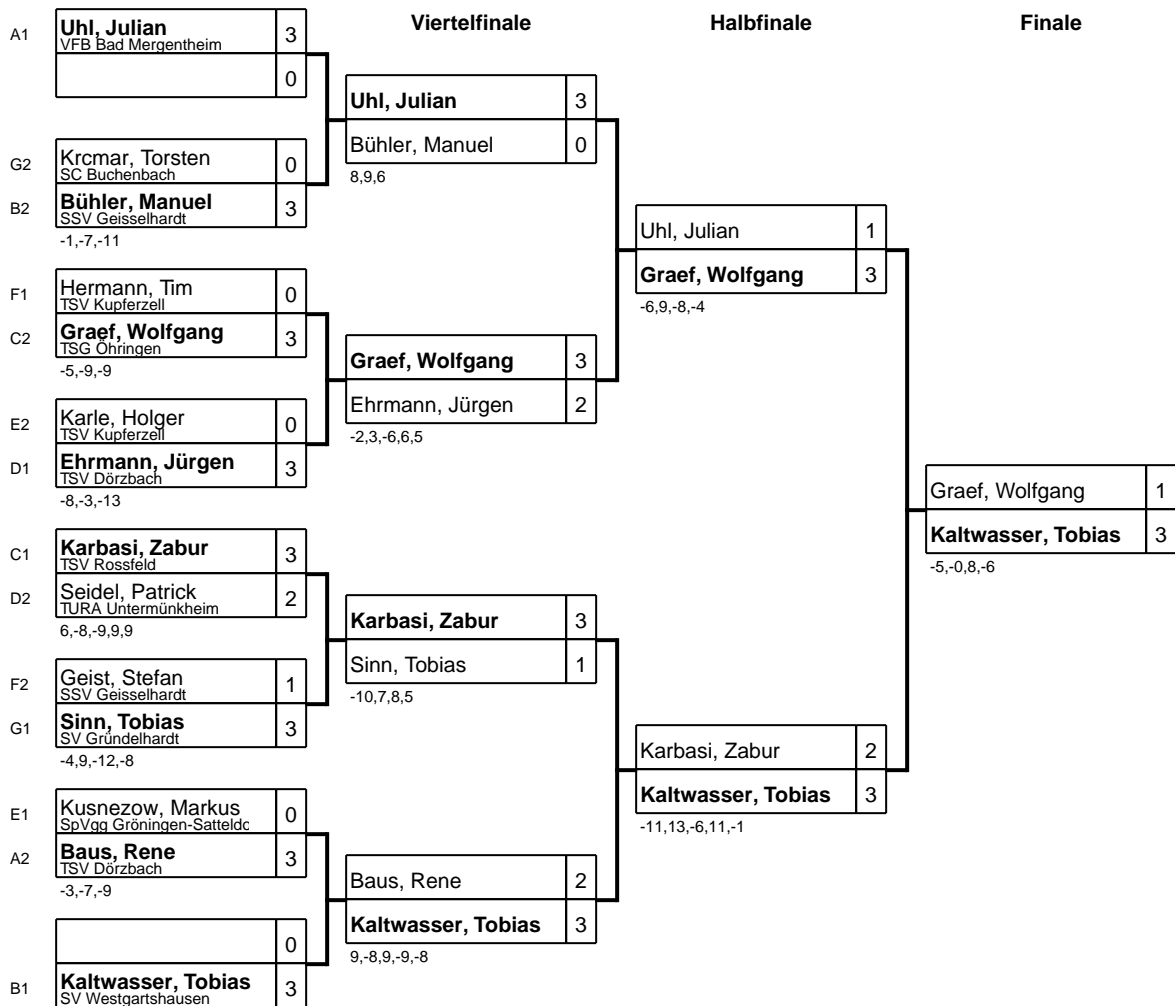 Viertelfinale Halbfinale Finale
A1 Uhl, Julian 3
VFB Bad Mergentheim
0
G2 Krcmar, Torsten 0
SC Buchenbach
B2 Bühler, Manuel 3
SSV Geisselhardt
-1,-7,-11
F1 Hermann, Tim 0
TSV Kupferzell
C2 Graef, Wolfgang 3
TSG Öhringen
-5,-9,-9
E2 Karle, Holger 0
TSV Kupferzell
D1 Ehrmann, Jürgen 3
TSV Dörzbach
-8,-3,-13
C1 Karbasi, Zabur 3
TSV Rossfeld
D2 Seidel, Patrick 2
TURA Untermünkheim
6,-8,-9,9,9
F2 Geist, Stefan 1
SSV Geisselhardt
G1 Sinn, Tobias 3
SV Gründelhardt
-4,9,-12,-8
E1 Kusnezow, Markus 0
SpVgg Gröningen-Satteldc
A2 Baus, Rene 3
TSV Dörzbach
-3,-7,-9
0
B1 Kaltwasser, Tobias 3
SV Westgartshausen
Uhl, Julian 3
Bühler, Manuel 0
8,9,6
Graef, Wolfgang 3
Ehrmann, Jürgen 2
-2,3,-6,6,5
Karbasi, Zabur 3
Sinn, Tobias 1
-10,7,8,5
Baus, Rene 2
Kaltwasser, Tobias 3
9,-8,9,-9,-8
Uhl, Julian 1
Graef, Wolfgang 3
-6,9,-8,-4
Karbasi, Zabur 2
Kaltwasser, Tobias 3
-11,13,-6,11,-1
Graef, Wolfgang 1
Kaltwasser, Tobias 3
-5,-0,8,-6